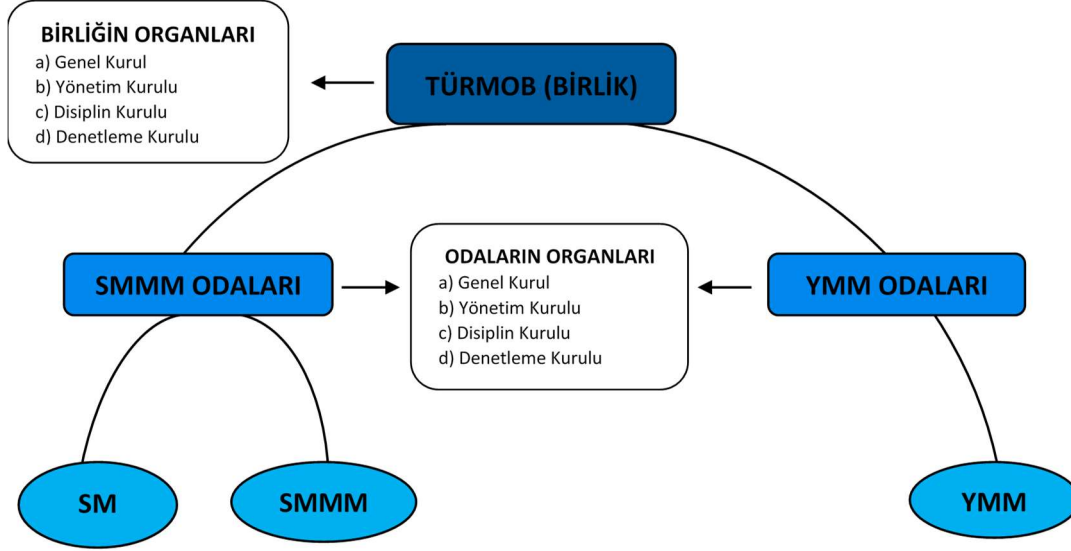 BİRLİĞİN ORGANLARI
a) Genel Kurul
b) Yönetim Kurulu
c) Disiplin Kurulu
d) Denetleme Kurulu
TÜRMOB (BİRLİK)
SMMM ODALARI
ODALARIN ORGANLARI
a) Genel Kurul
b) Yönetim Kurulu
c) Disiplin Kurulu
d) Denetleme Kurulu
YMM ODALARI
SM
SMMM
YMM